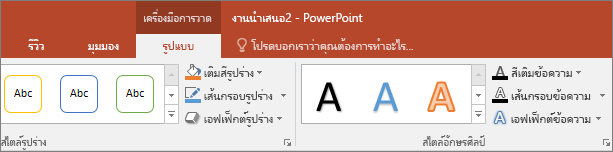 เครื่องมือการวาด งานนำเสนอ2 - PowerPoint
รีวิว มุมมอง รูปแบบ โปรดบอกเราว่าคุณต้องการทำอะไร...
Abc Abc Abc
เติมสีรูปร่าง
เส้นกรอบรูปร่าง
เอฟเฟ็กต์รูปร่าง
สไตล์รูปร่าง
A A A
สีเติมข้อความ
เส้นกรอบข้อความ
เอฟเฟ็กต์ข้อความ
สไตล์อักษรศิลป์